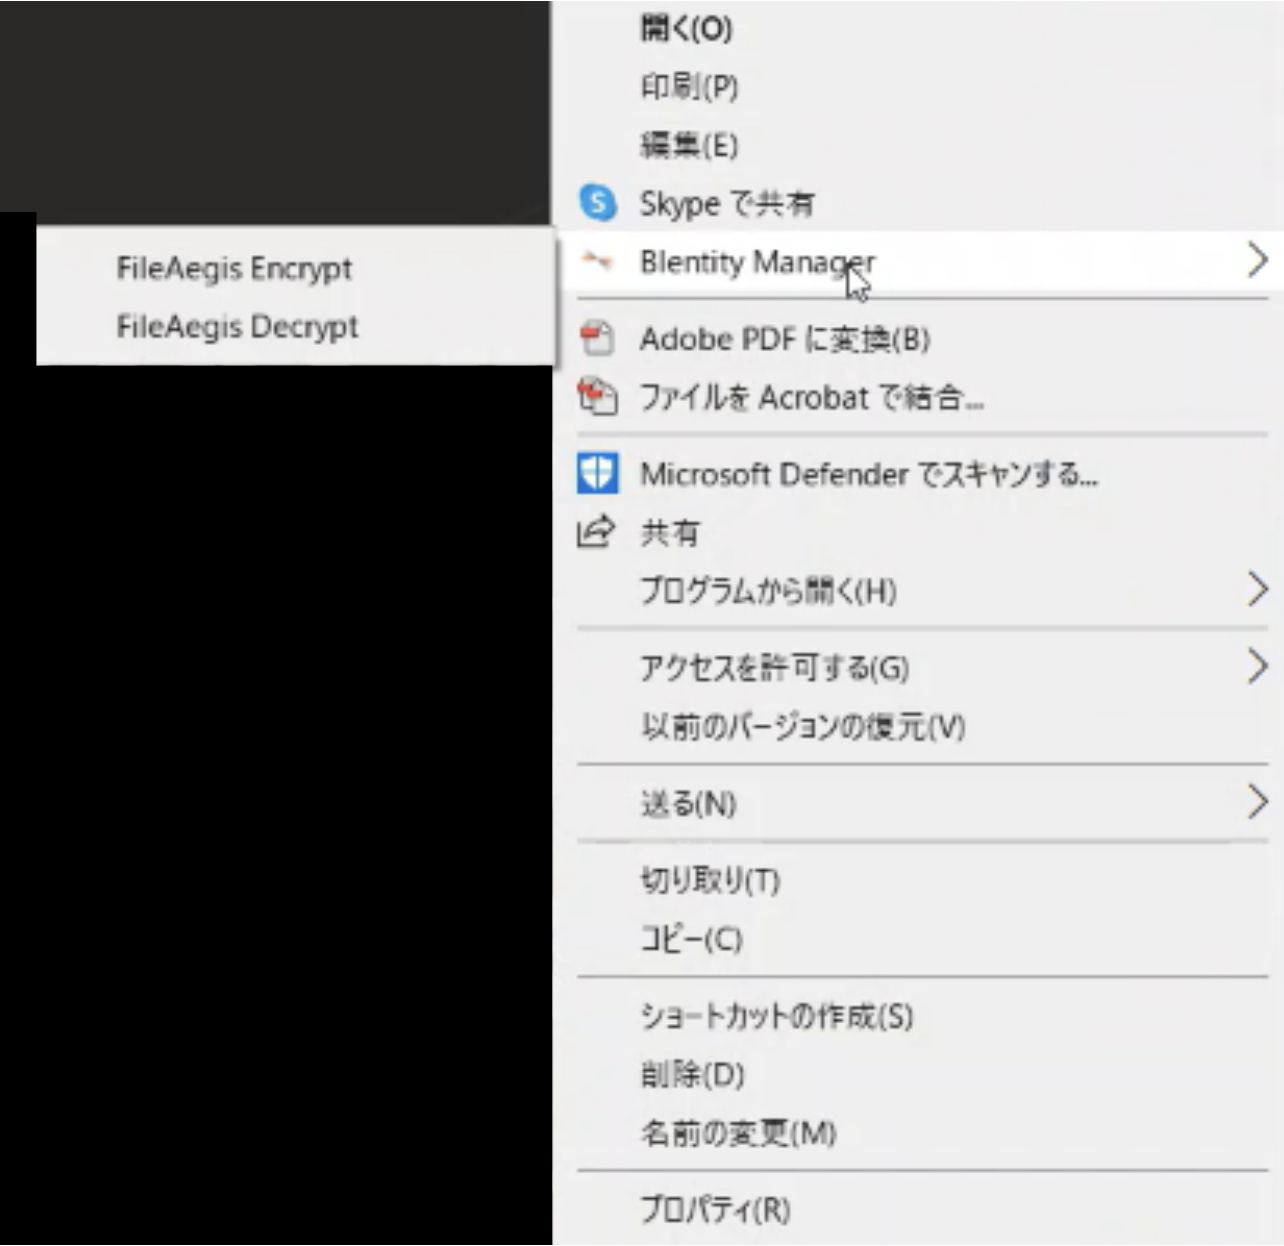 開く(O)
印刷(P)
編集(E)
Skype で共有
BIentity Manager
FileAegis Encrypt
FileAegis Decrypt
Adobe PDF に変換(B)
ファイルを Acrobat で結合...
Microsoft Defender でスキャンする...
共有
プログラムから開く(H)
アクセスを許可する(G)
以前のバージョンの復元(V)
送る(N)
切り取り(T)
コピー(C)
ショートカットの作成(S)
削除(D)
名前の変更(M)
プロパティ(R)